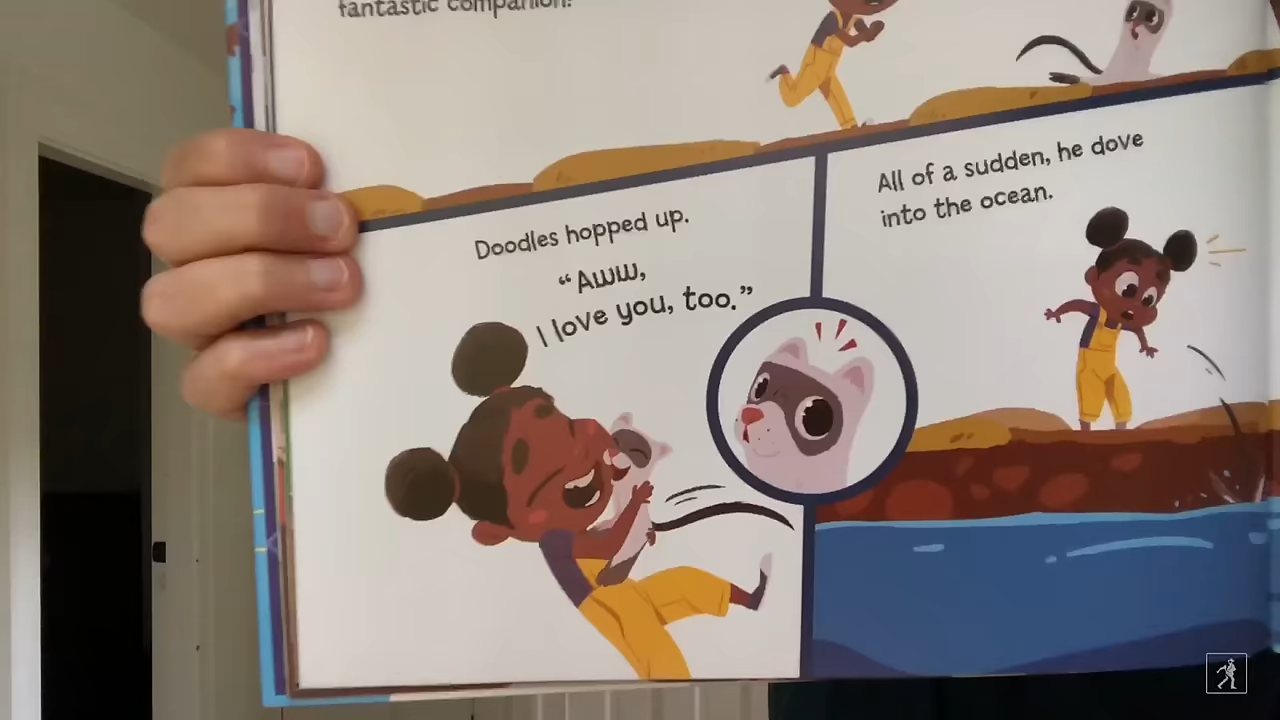 fantastic companion!
Doodles hopped up.
“Aww,
I love you, too.”
All of a sudden, he dove
into the ocean.